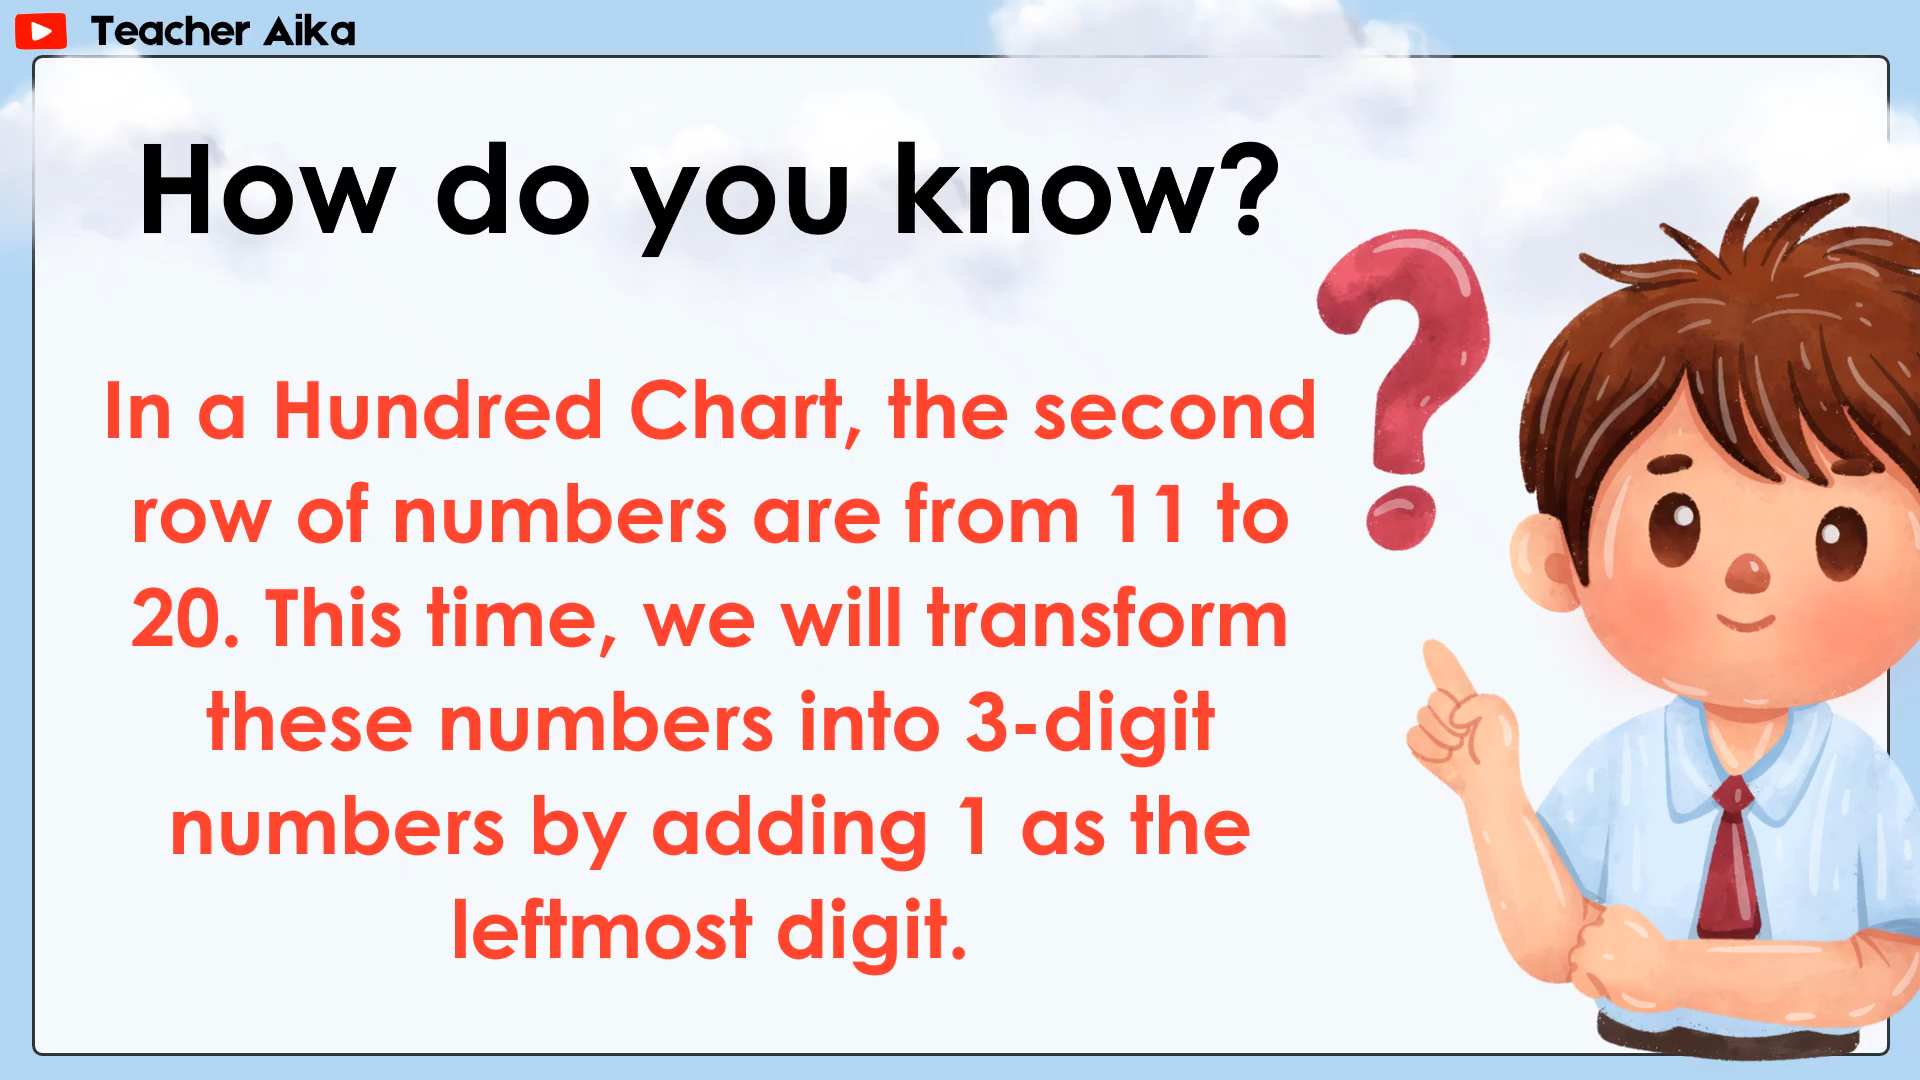 Teacher Aika
How do you know?
In a Hundred Chart, the second
row of numbers are from 11 to
20. This time, we will transform
these numbers into 3-digit
numbers by adding 1 as the
leftmost digit.